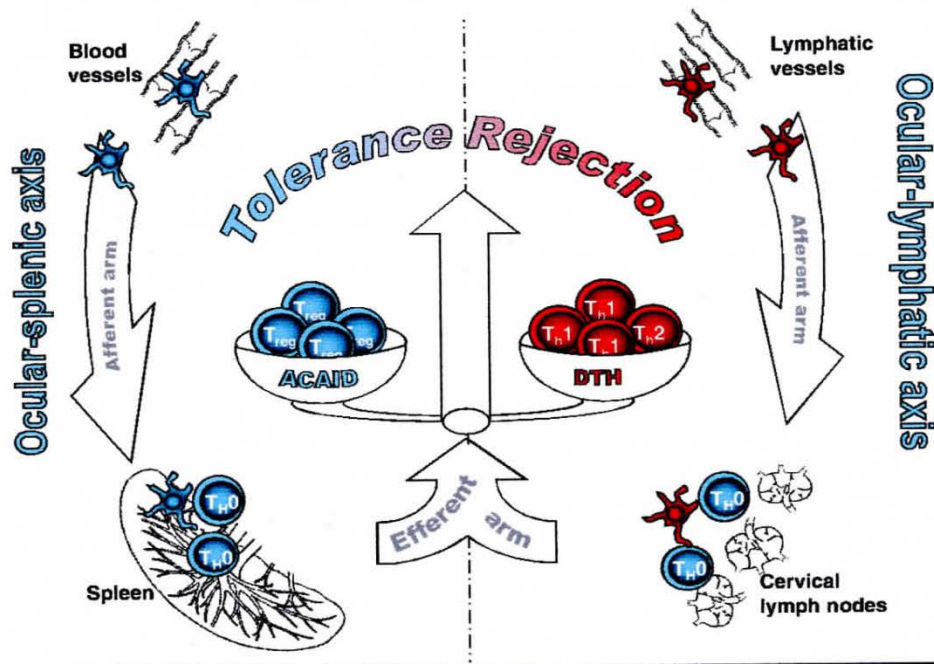 Blood
vessels
Lymphatic
vessels
Ocular-splenic axis
Ocular-lymphatic axis
Tolerance Rejection
Afferent arm
Afferent arm
Treg
Treg
Treg
eg
ACAID
Th1
Th1
Th1
Th2
DTH
Efferent arm
TH0
TH0
Spleen
TH0
TH0
Cervical
lymph nodes